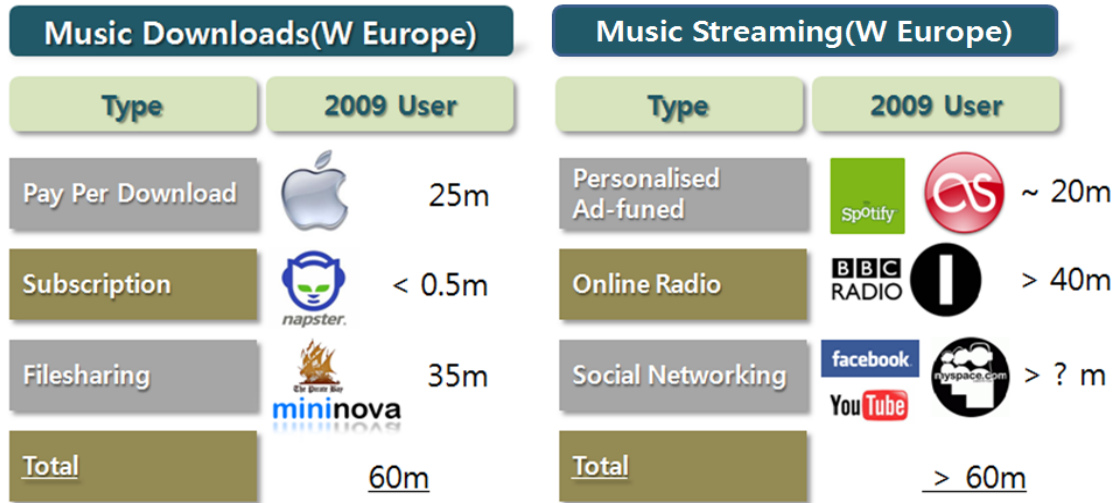 Music Downloads(W Europe)
Type
2009 User
Pay Per Download
25m
Subscription
napster.
< 0.5m
Filesharing
The Pirate Bay
mininova
35m
Total
60m
Music Streaming(W Europe)
Type
2009 User
Personalised
Ad-funed
Spotify
as
~ 20m
Online Radio
BBC
RADIO
1
> 40m
Social Networking
facebook.
YouTube
myspace.com
> ? m
Total
> 60m